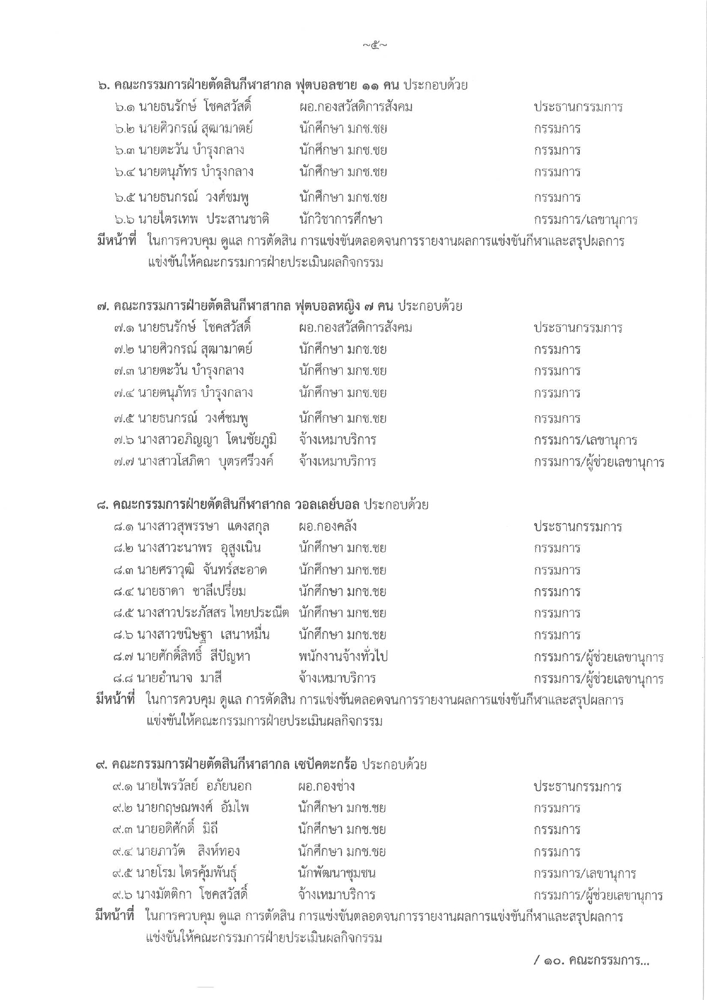 ~๕~
๖. คณะกรรมการฝ่ายตัดสินกีฬาสากล ฟุตบอลชาย ๑๑ คน ประกอบด้วย
๖.๑ นายธนรักษ์ โชคสวัสดิ์ ผอ.กองสวัสดิการสังคม ประธานกรรมการ
๖.๒ นายศิวกรณ์ สุฒามาตย์ นักศึกษา มกช.ชย กรรมการ
๖.๓ นายตะวัน บำรุงกลาง นักศึกษา มกช.ชย กรรมการ
๖.๔ นายตนุภัทร บำรุงกลาง นักศึกษา มกช.ชย กรรมการ
๖.๕ นายธนกรณ์ วงศ์ชมพู นักศึกษา มกช.ชย กรรมการ
๖.๖ นายไตรเทพ ประสานชาติ นักวิชาการศึกษา กรรมการ/เลขานุการ
มีหน้าที่ ในการควบคุม ดูแล การตัดสิน การแข่งขันตลอดจนการรายงานผลการแข่งขันกีฬาและสรุปผลการ
แข่งขันให้คณะกรรมการฝ่ายประเมินผลกิจกรรม
๗. คณะกรรมการฝ่ายตัดสินกีฬาสากล ฟุตบอลหญิง ๗ คน ประกอบด้วย
๗.๑ นายธนรักษ์ โชคสวัสดิ์ ผอ.กองสวัสดิการสังคม ประธานกรรมการ
๗.๒ นายศิวกรณ์ สุฒามาตย์ นักศึกษา มกช.ชย กรรมการ
๗.๓ นายตะวัน บำรุงกลาง นักศึกษา มกช.ชย กรรมการ
๗.๔ นายตนุภัทร บำรุงกลาง นักศึกษา มกช.ชย กรรมการ
๗.๕ นายธนกรณ์ วงศ์ชมพู นักศึกษา มกช.ชย กรรมการ
๗.๖ นางสาวอภิญญา โตนชัยภูมิ จ้างเหมาบริการ กรรมการ/เลขานุการ
๗.๗ นางสาวโสภิตา บุตรศรีวงค์ จ้างเหมาบริการ กรรมการ/ผู้ช่วยเลขานุการ
๘. คณะกรรมการฝ่ายตัดสินกีฬาสากล วอลเลย์บอล ประกอบด้วย
๘.๑ นางสาวสุพรรษา แดงสกุล ผอ.กองคลัง ประธานกรรมการ
๘.๒ นางสาวะนาพร อุสูงเนิน นักศึกษา มกช.ชย กรรมการ
๘.๓ นายศราวุฒิ จันทร์สะอาด นักศึกษา มกช.ชย กรรมการ
๘.๔ นายธาดา ชาลีเปรี่ยม นักศึกษา มกช.ชย กรรมการ
๘.๕ นางสาวประภัสสร ไทยประณีต นักศึกษา มกช.ชย กรรมการ
๘.๖ นางสาวขนิษฐา เสนาหมื่น นักศึกษา มกช.ชย กรรมการ
๘.๗ นายศักดิ์สิทธิ์ สีปัญหา พนักงานจ้างทั่วไป กรรมการ/ผู้ช่วยเลขานุการ
๘.๘ นายอำนาจ มาสี จ้างเหมาบริการ กรรมการ/ผู้ช่วยเลขานุการ
มีหน้าที่ ในการควบคุม ดูแล การตัดสิน การแข่งขันตลอดจนการรายงานผลการแข่งขันกีฬาและสรุปผลการ
แข่งขันให้คณะกรรมการฝ่ายประเมินผลกิจกรรม
๙. คณะกรรมการฝ่ายตัดสินกีฬาสากล เซปัคตะกร้อ ประกอบด้วย
๙.๑ นายไพรวัลย์ อภัยนอก ผอ.กองช่าง ประธานกรรมการ
๙.๒ นายกฤษณพงศ์ อัมไพ นักศึกษา มกช.ชย กรรมการ
๙.๓ นายอดิศักดิ์ มิถี นักศึกษา มกช.ชย กรรมการ
๙.๔ นายภาวัต สิงห์ทอง นักศึกษา มกช.ชย กรรมการ
๙.๕ นายโรม ไตรคุ้มพันธุ์ นักพัฒนาชุมชน กรรมการ/เลขานุการ
๙.๖ นางมัตติกา โชคสวัสดิ์ จ้างเหมาบริการ กรรมการ/ผู้ช่วยเลขานุการ
มีหน้าที่ ในการควบคุม ดูแล การตัดสิน การแข่งขันตลอดจนการรายงานผลการแข่งขันกีฬาและสรุปผลการ
แข่งขันให้คณะกรรมการฝ่ายประเมินผลกิจกรรม
/ ๑๐. คณะกรรมการ...